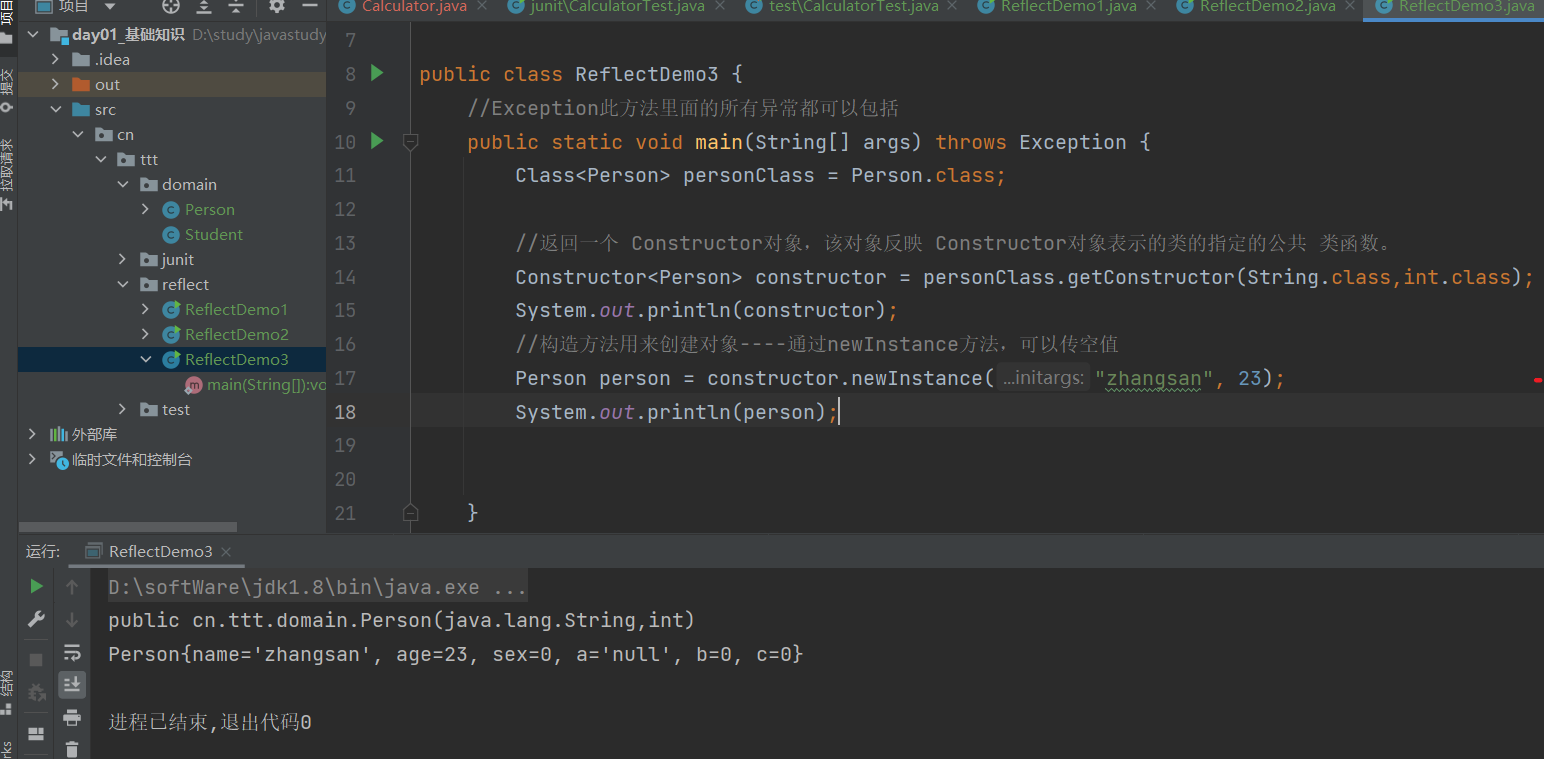 项目
Calculator.java
junit\CalculatorTest.java
test\CalculatorTest.java
ReflectDemo1.java
ReflectDemo2.java
ReflectDemo3.java
项目
提交
拉取请求
结构
day01_基础知识 D:\study\javastudy
.idea
out
src
cn
ttt
domain
Person
Student
junit
reflect
ReflectDemo1
ReflectDemo2
ReflectDemo3
main(String[]):vo
test
外部库
临时文件和控制台
7
8 public class ReflectDemo3 {
9 //Exception此方法里面的所有异常都可以包括
10 public static void main(String[] args) throws Exception {
11 Class<Person> personClass = Person.class;
12
13 //返回一个 Constructor对象，该对象反映 Constructor对象表示的类的指定的公共 类函数。
14 Constructor<Person> constructor = personClass.getConstructor(String.class,int.class);
15 System.out.println(constructor);
16 //构造方法用来创建对象----通过newInstance方法，可以传空值
17 Person person = constructor.newInstance( ...initargs: "zhangsan", 23);
18 System.out.println(person);
19
20
21 }
运行: ReflectDemo3
D:\softWare\jdk1.8\bin\java.exe ...
public cn.ttt.domain.Person(java.lang.String,int)
Person{name='zhangsan', age=23, sex=0, a='null', b=0, c=0}
进程已结束,退出代码0